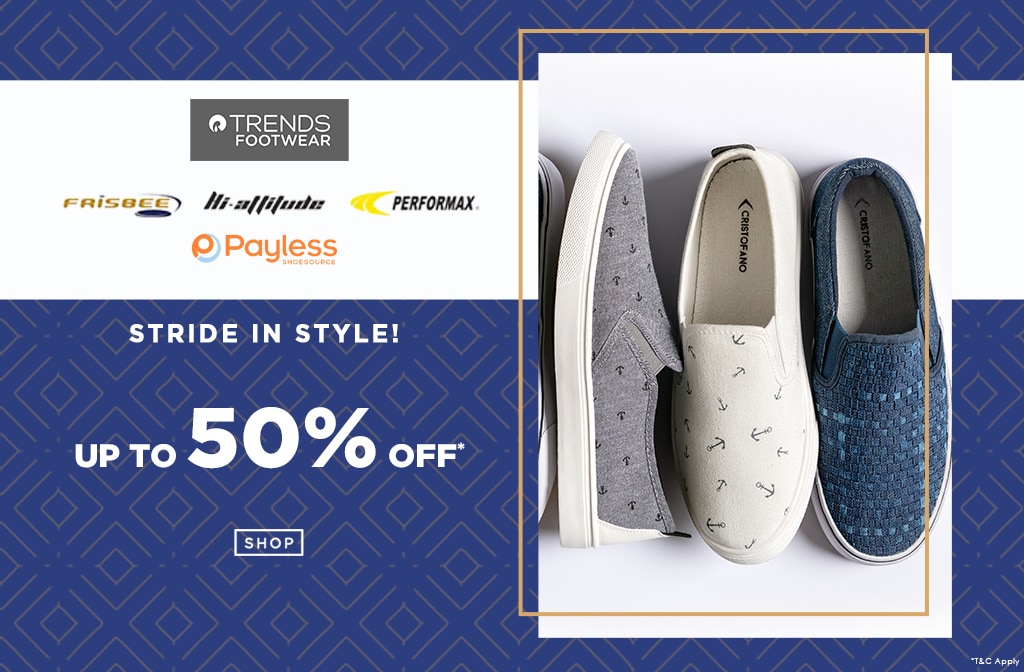 TRENDS
FOOTWEAR
FRISBEE Hi-attitude PERFORMAX
Payless
SHOESOURCE
STRIDE IN STYLE!
UP TO 50% OFF*
SHOP
CRISTOFANO
CRISTOFANO
*T&C Apply